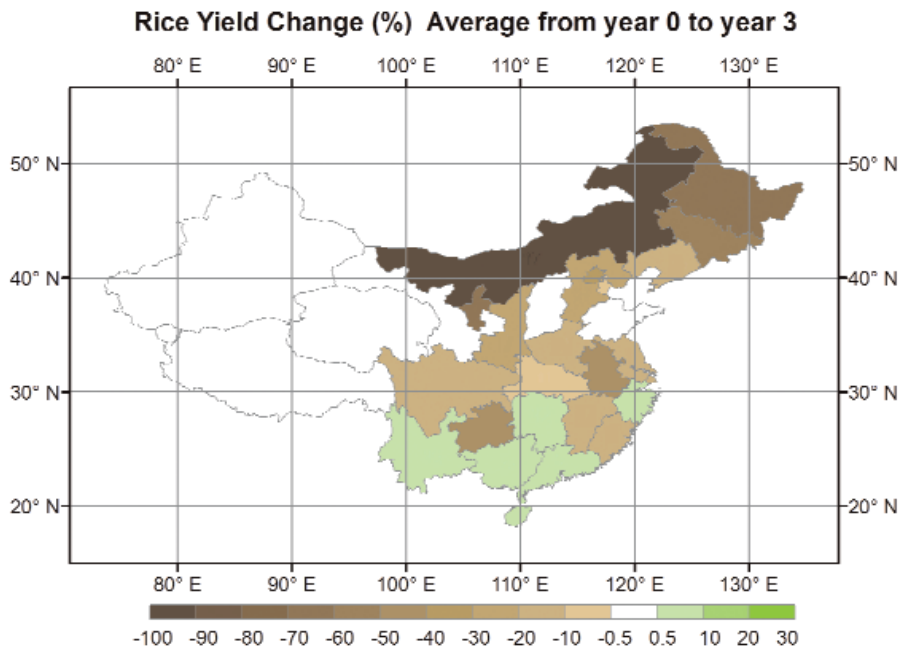 Rice Yield Change (%) Average from year 0 to year 3
80° E 90° E 100° E 110° E 120° E 130° E
50° N 50° N
40° N 40° N
30° N 30° N
20° N 20° N
80° E 90° E 100° E 110° E 120° E 130° E
-100 -90 -80 -70 -60 -50 -40 -30 -20 -10 -0.5 0.5 10 20 30